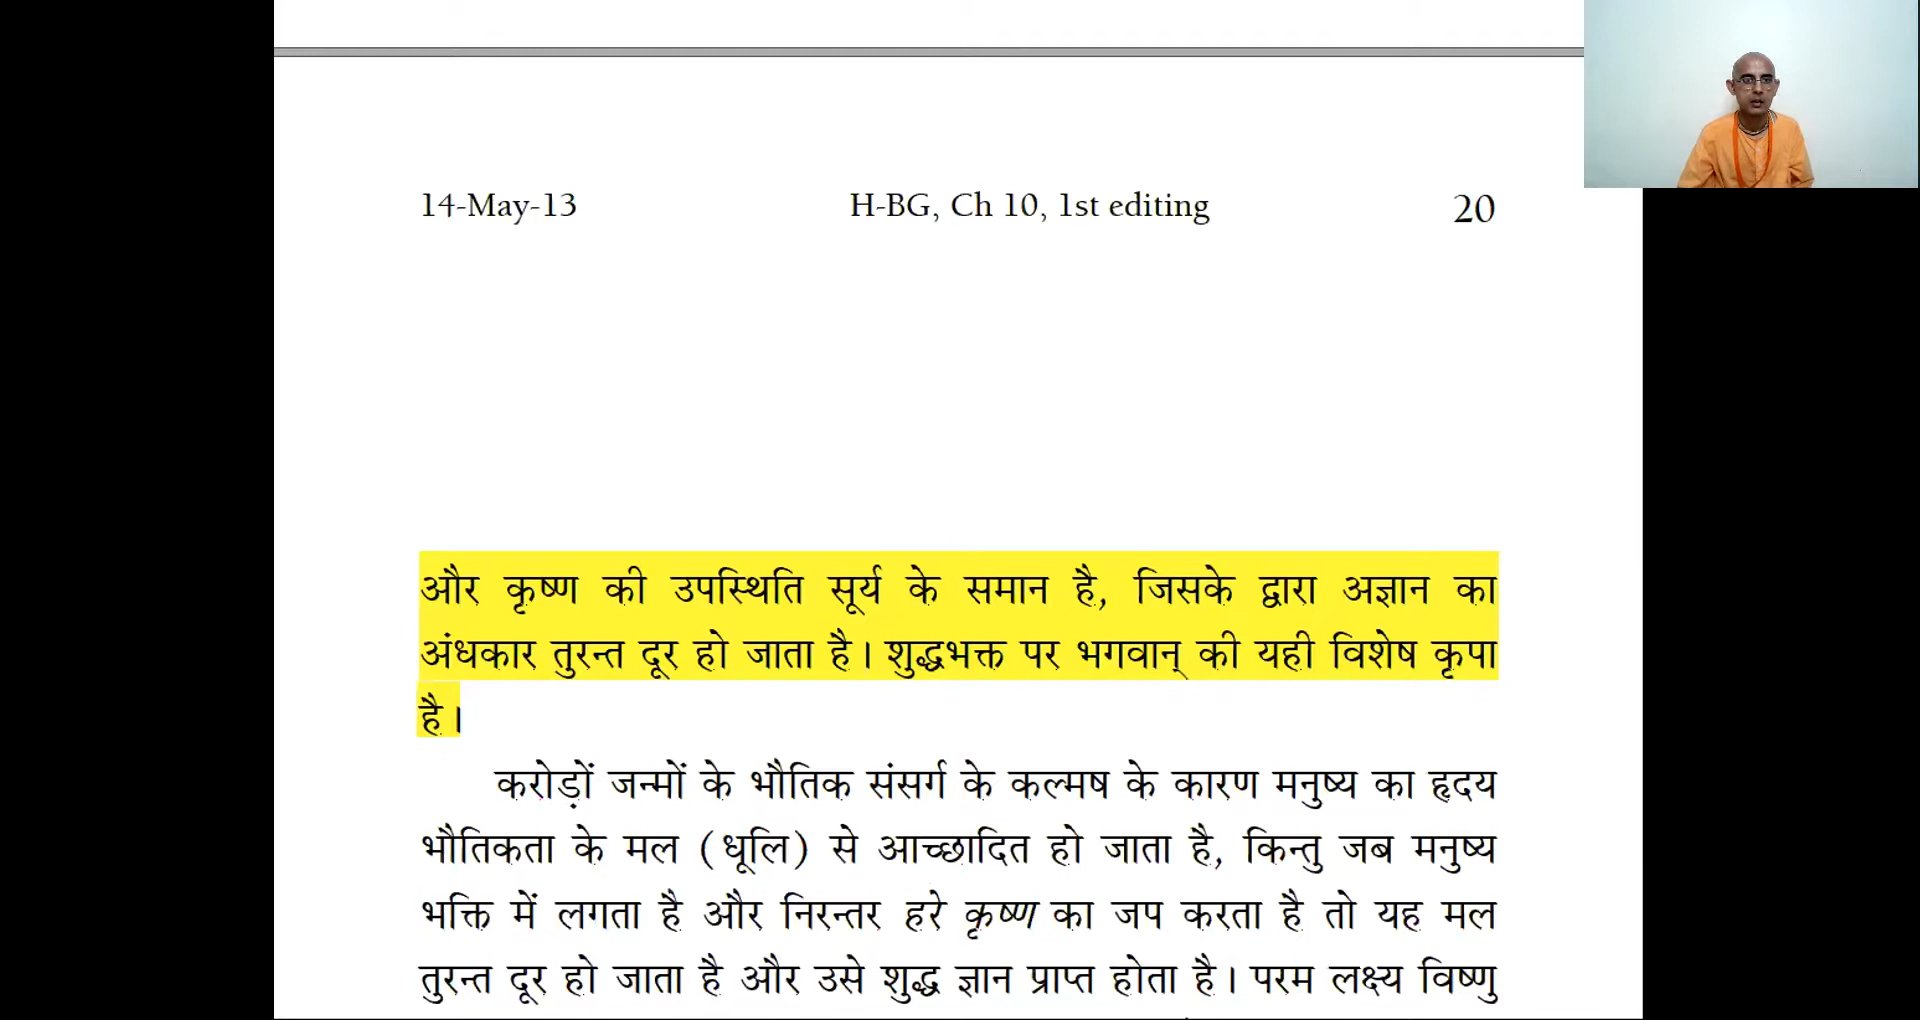 14-May-13 H-BG, Ch 10, 1st editing 20
और कृष्ण की उपस्थिति सूर्य के समान है, जिसके द्वारा अज्ञान का
अंधकार तुरन्त दूर हो जाता है। शुद्धभक्त पर भगवान् की यही विशेष कृपा
है।
करोड़ों जन्मों के भौतिक संसर्ग के कल्मष के कारण मनुष्य का हृदय
भौतिकता के मल (धूलि) से आच्छादित हो जाता है, किन्तु जब मनुष्य
भक्ति में लगता है और निरन्तर हरे कृष्ण का जप करता है तो यह मल
तुरन्त दूर हो जाता है और उसे शुद्ध ज्ञान प्राप्त होता है। परम लक्ष्य विष्णु